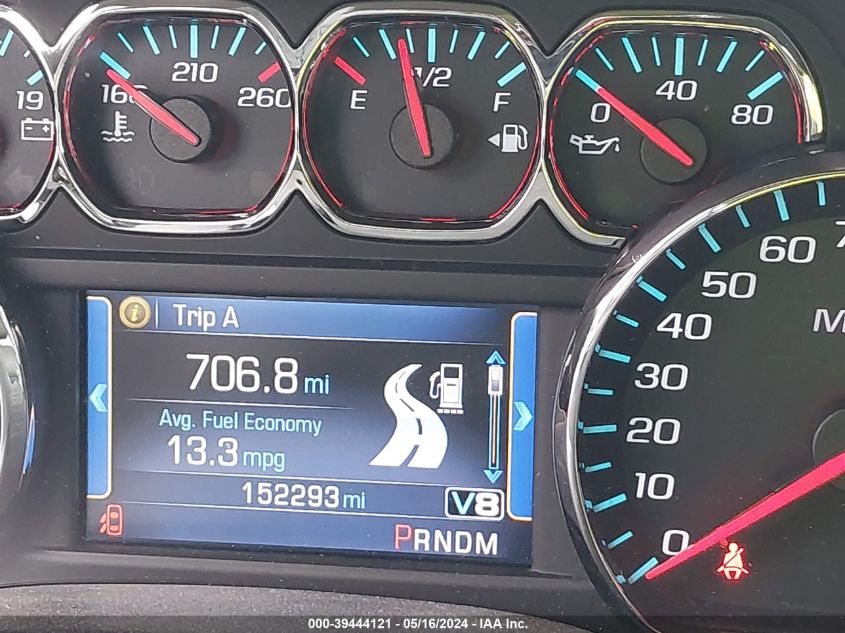 19
166 210 260
E 1/2 F
0 40 80
Trip A
706.8 mi
Avg. Fuel Economy
13.3 mpg
152293 mi
V8
PRNDM
60
50
40
30
20
10
0
M
000-39444121 - 05/16/2024 - IAA Inc.